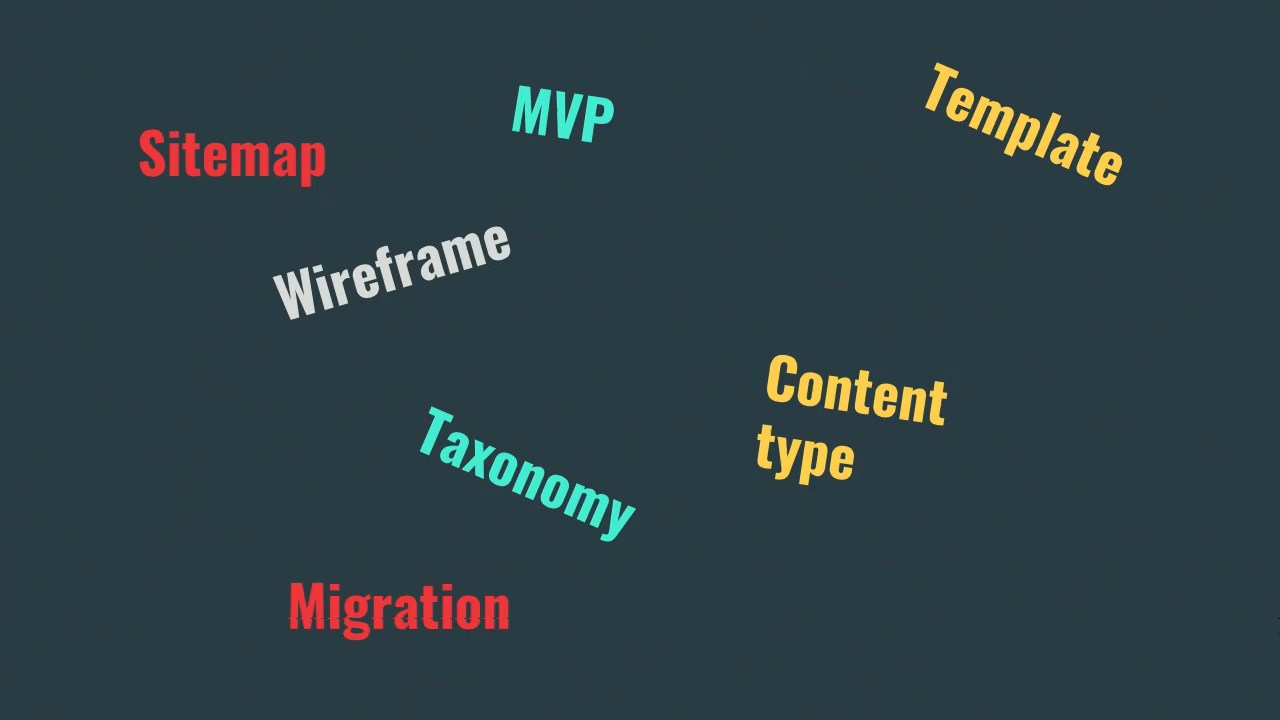 MVP
Template
Sitemap
Wireframe
Content
type
Taxonomy
Migration